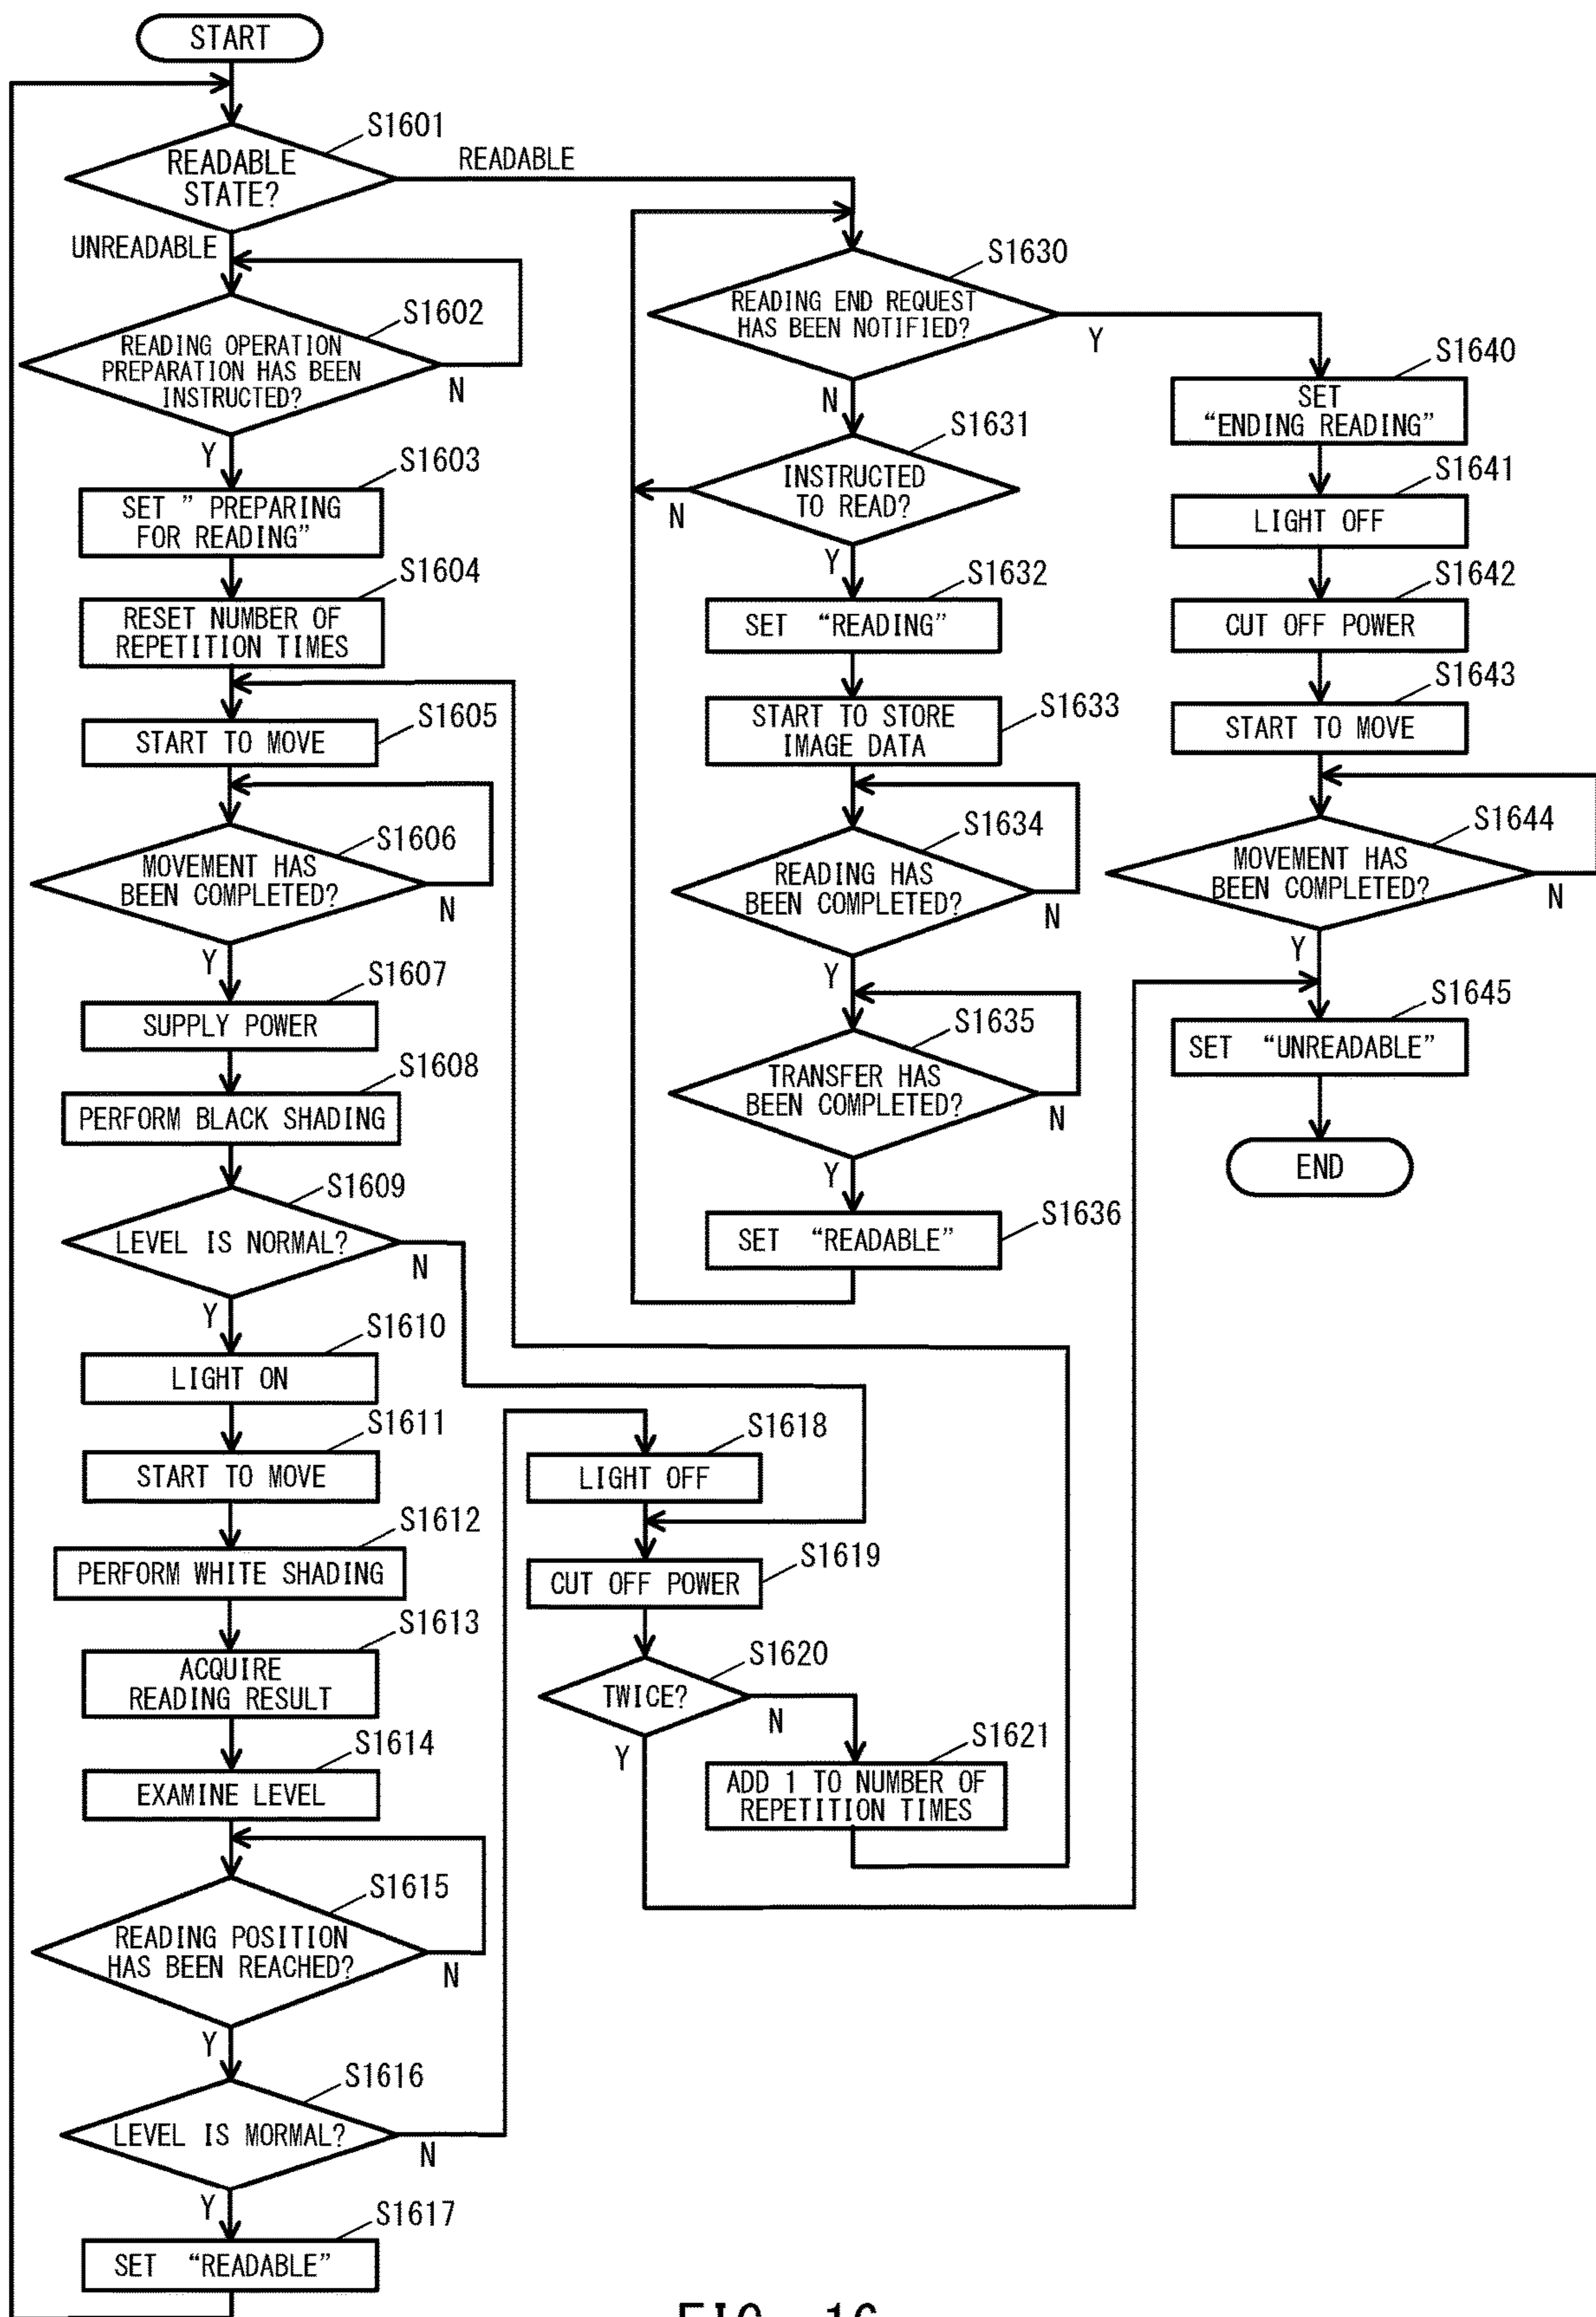 START
S1601
READABLE
STATE?
READABLE
UNREADABLE
S1602
READING OPERATION
PREPARATION HAS BEEN
INSTRUCTED?
N
Y
S1603
SET ” PREPARING
FOR READING”
S1604
RESET NUMBER OF
REPETITION TIMES
S1605
START TO MOVE
S1606
MOVEMENT HAS
BEEN COMPLETED?
N
Y
S1607
SUPPLY POWER
S1608
PERFORM BLACK SHADING
S1609
LEVEL IS NORMAL?
N
Y
S1610
LIGHT ON
S1611
START TO MOVE
S1612
PERFORM WHITE SHADING
S1613
ACQUIRE
READING RESULT
S1614
EXAMINE LEVEL
S1615
READING POSITION
HAS BEEN REACHED?
N
Y
S1616
LEVEL IS MORMAL?
N
Y
S1617
SET “READABLE”
S1618
LIGHT OFF
S1619
CUT OFF POWER
S1620
TWICE?
N
Y
S1621
ADD 1 TO NUMBER OF
REPETITION TIMES
S1630
READING END REQUEST
HAS BEEN NOTIFIED?
Y
N
S1631
INSTRUCTED
TO READ?
N
Y
S1632
SET “READING”
S1633
START TO STORE
IMAGE DATA
S1634
READING HAS
BEEN COMPLETED?
N
Y
S1635
TRANSFER HAS
BEEN COMPLETED?
N
Y
S1636
SET “READABLE”
S1640
SET
“ENDING READING”
S1641
LIGHT OFF
S1642
CUT OFF POWER
S1643
START TO MOVE
S1644
MOVEMENT HAS
BEEN COMPLETED?
N
Y
S1645
SET “UNREADABLE”
END
FIG. 16